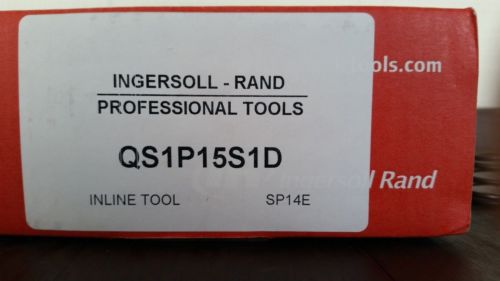 tools.com
INGERSOLL - RAND
PROFESSIONAL TOOLS
QS1P15S1D
Ingersoll Rand
INLINE TOOL SP14E